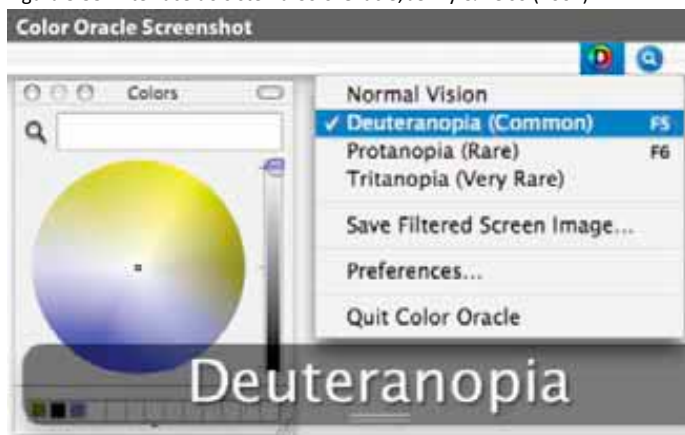 Color Oracle Screenshot
Colors
Normal Vision
✓ Deuteranopia (Common) F5
Protanopia (Rare) F6
Tritanopia (Very Rare)
Save Filtered Screen Image...
Preferences...
Quit Color Oracle
Deuteranopia